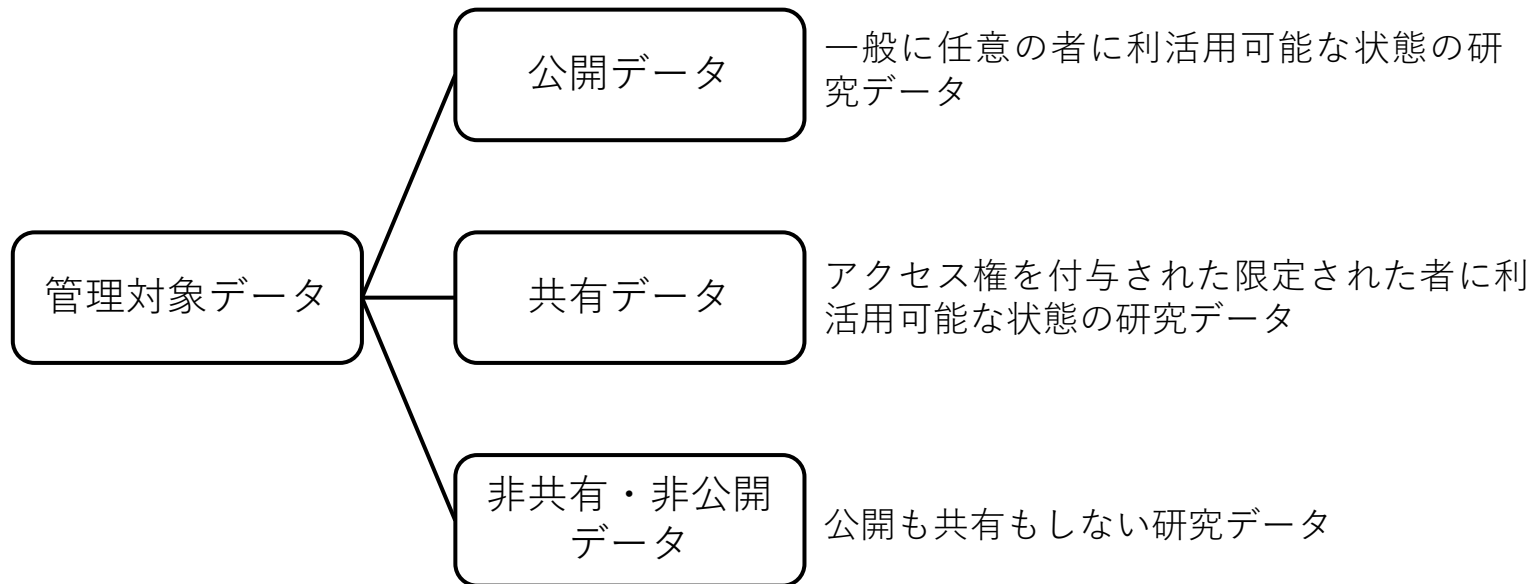 公開データ
一般に任意の者に利活用可能な状態の研
究データ
管理対象データ
共有データ
アクセス権を付与された限定された者に利
活用可能な状態の研究データ
非共有・非公開
データ
公開も共有もしない研究データ